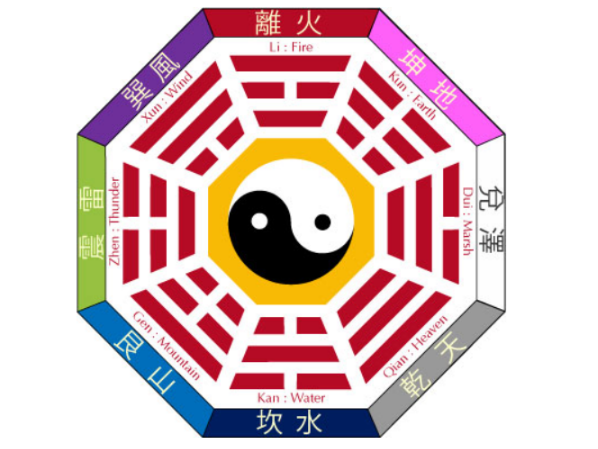 離火
Li : Fire
坤地
Kun : Earth
兌澤
Dui : Marsh
乾天
Qian : Heaven
坎水
Kan : Water
艮山
Gen : Mountain
震雷
Zhen : Thunder
巽風
Xun : Wind